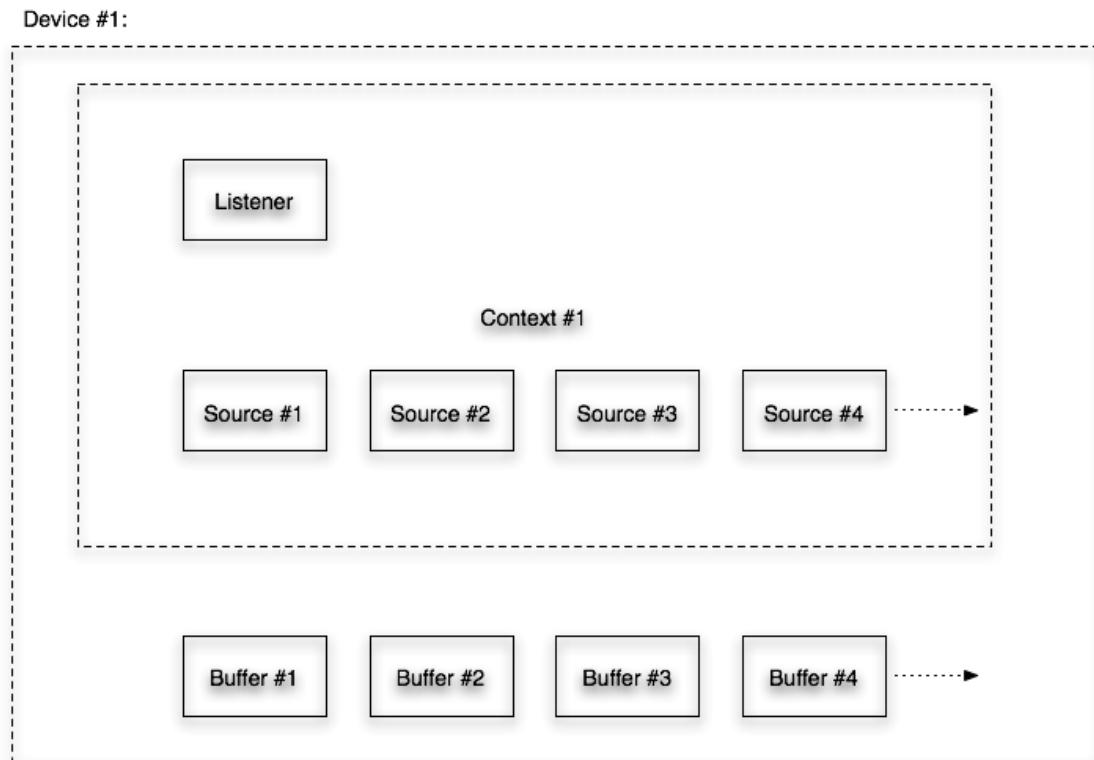 Device #1:
Listener
Context #1
Source #1
Source #2
Source #3
Source #4
Buffer #1
Buffer #2
Buffer #3
Buffer #4